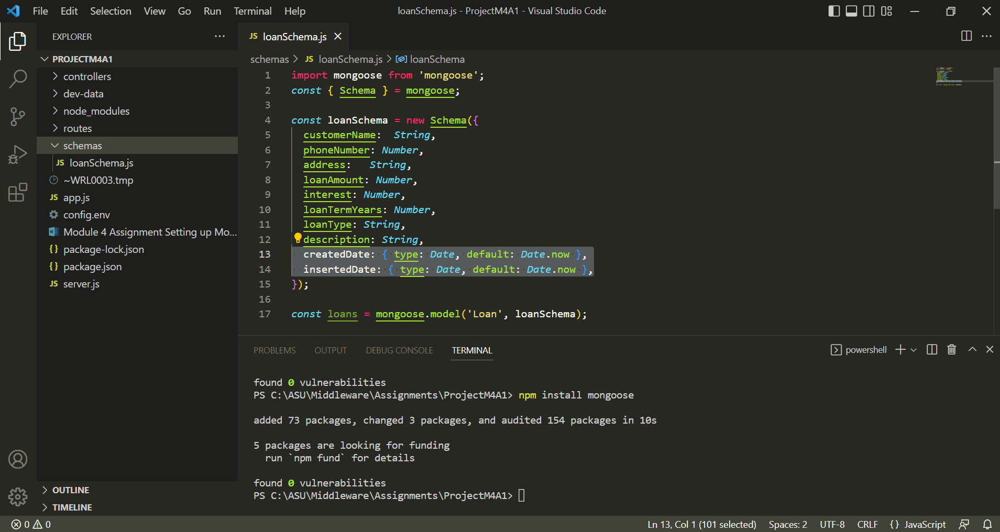 File Edit Selection View Go Run Terminal Help
loanSchema.js - ProjectM4A1 - Visual Studio Code
EXPLORER
PROJECTM4A1
controllers
dev-data
node_modules
routes
schemas
JS loanSchema.js
~WRL0003.tmp
JS app.js
config.env
Module 4 Assignment Setting up Mo...
{} package-lock.json
{} package.json
JS server.js
OUTLINE
TIMELINE
JS loanSchema.js
schemas > JS loanSchema.js > loanSchema
1 import mongoose from 'mongoose';
2 const { Schema } = mongoose;
3
4 const loanSchema = new Schema({
5   customerName:  String,
6   phoneNumber: Number,
7   address:   String,
8   loanAmount: Number,
9   interest: Number,
10   loanTermYears: Number,
11   loanType: String,
12   description: String,
13   createdDate: { type: Date, default: Date.now },
14   insertedDate: { type: Date, default: Date.now },
15 });
16
17 const loans = mongoose.model('Loan', loanSchema);
PROBLEMS OUTPUT DEBUG CONSOLE TERMINAL
powershell
found 0 vulnerabilities
PS C:\ASU\Middleware\Assignments\ProjectM4A1> npm install mongoose
added 73 packages, changed 3 packages, and audited 154 packages in 10s
5 packages are looking for funding
  run `npm fund` for details
found 0 vulnerabilities
PS C:\ASU\Middleware\Assignments\ProjectM4A1>
0 0
Ln 13, Col 1 (101 selected) Spaces: 2 UTF-8 CRLF {} JavaScript